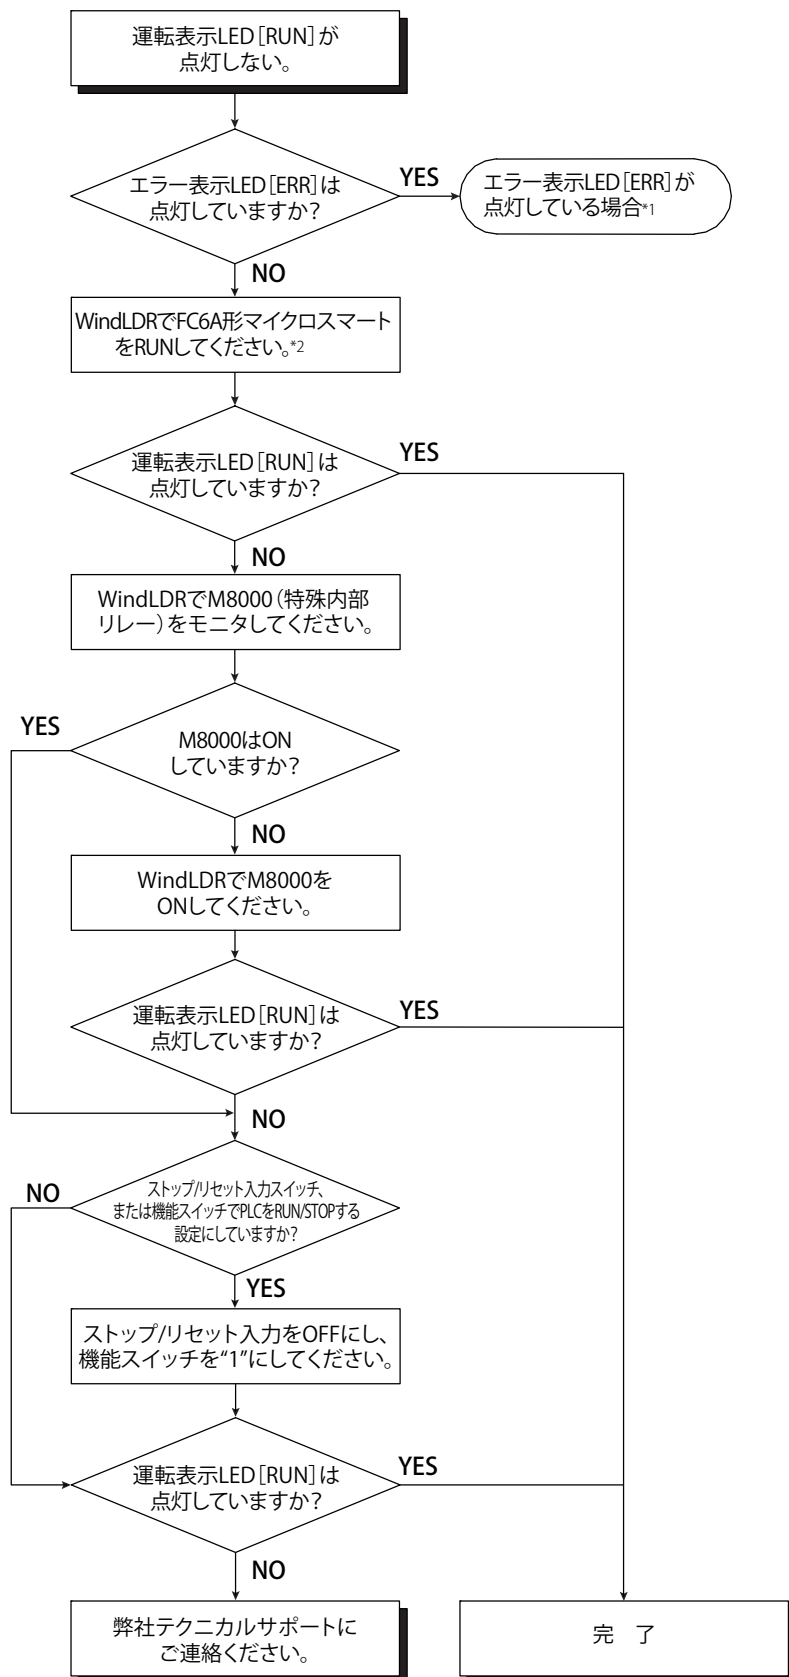 運転表示LED[RUN]が
点灯しない。
エラー表示LED[ERR]は
点灯していますか?
YES
エラー表示LED[ERR]が
点灯している場合*1
NO
WindLDRでFC6A形マイクロスマート
をRUNしてください。*2
運転表示LED[RUN]は
点灯していますか?
YES
NO
WindLDRでM8000(特殊内部
リレー)をモニタしてください。
YES
M8000はON
していますか?
NO
WindLDRでM8000を
ONしてください。
運転表示LED[RUN]は
点灯していますか?
YES
NO
NO
ストップ/リセット入力スイッチ、
または機能スイッチでPLCをRUN/STOPする
設定にしていますか?
YES
ストップ/リセット入力をOFFにし、
機能スイッチを“1”にしてください。
運転表示LED[RUN]は
点灯していますか?
YES
NO
弊社テクニカルサポートに
ご連絡ください。
完 了